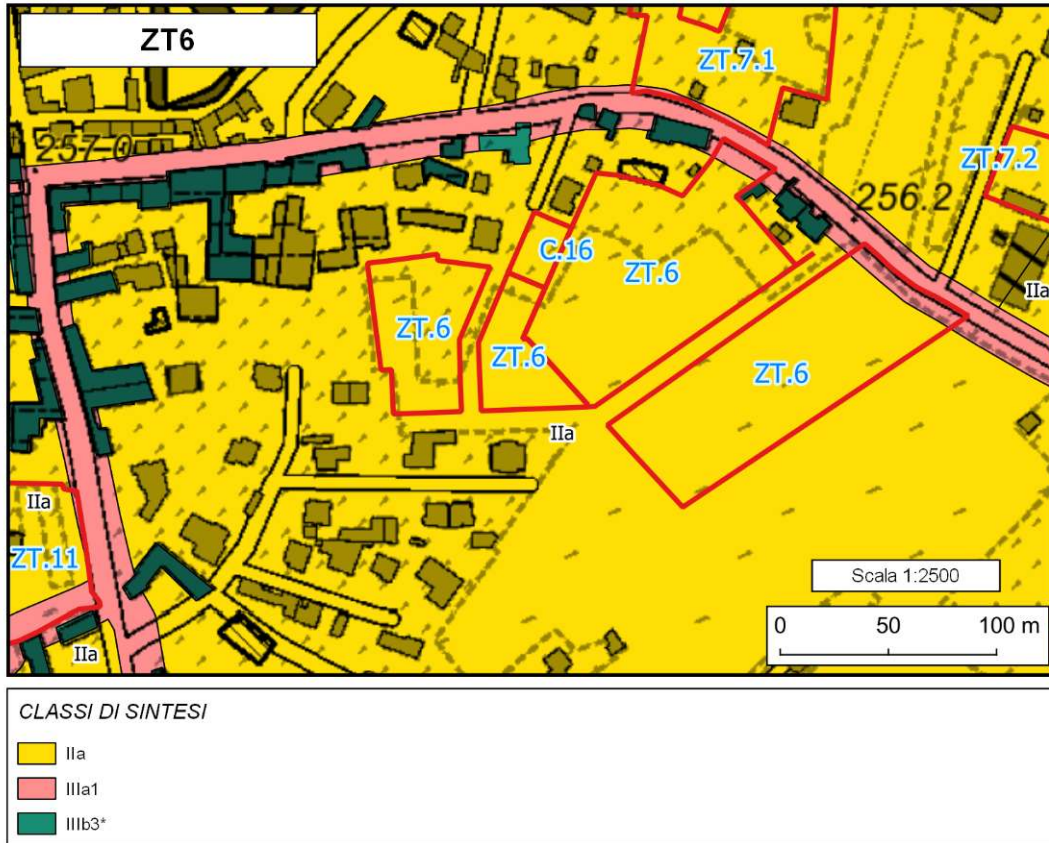 ZT6
ZT.7.1
257.0
ZT.7.2
256.2
C.16
ZT.6
IIa
ZT.6
ZT.6
ZT.6
IIa
IIa
ZT.11
Scala 1:2500
0 50 100 m
IIa
CLASSI DI SINTESI
IIa
IIIa1
IIIb3*